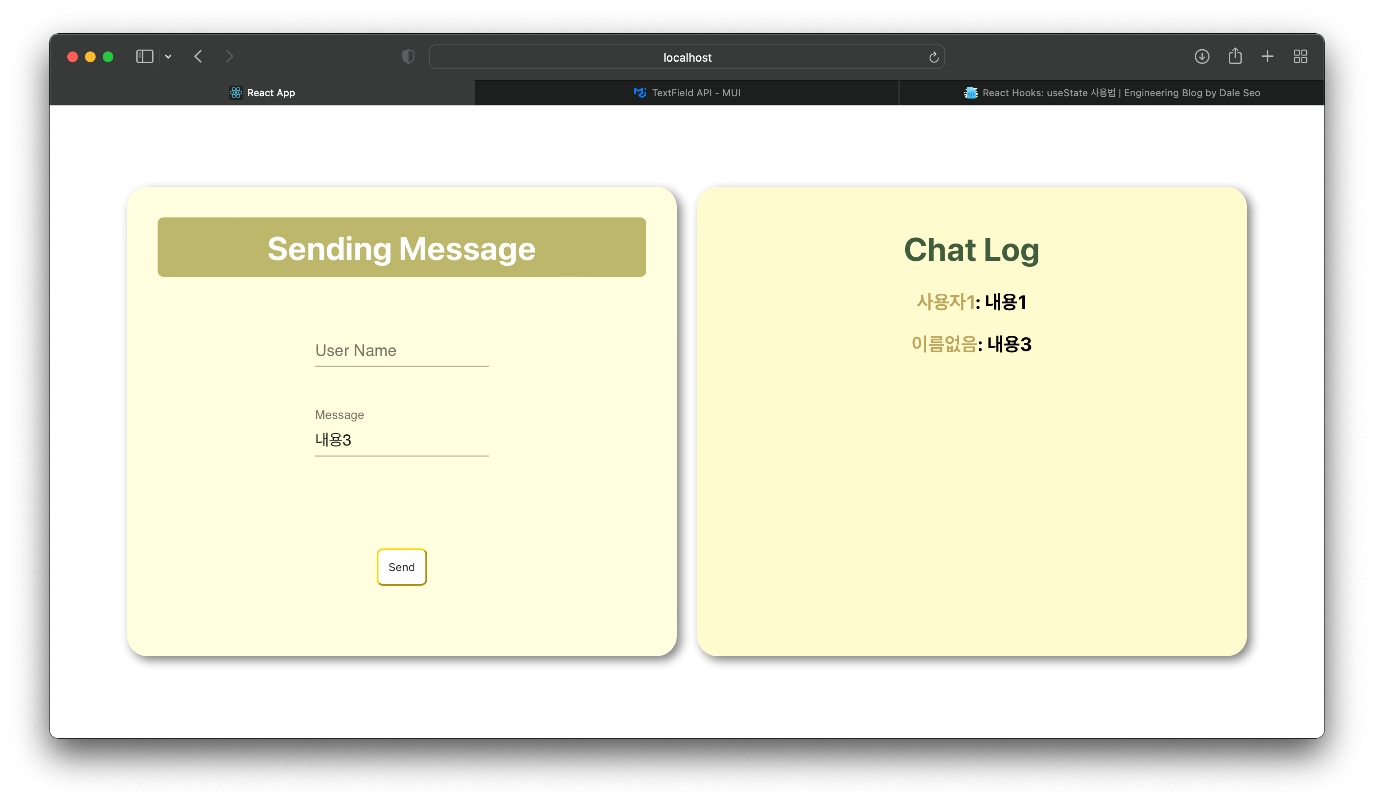 localhost
React App
TextField API - MUI
React Hooks: useState 사용법 | Engineering Blog by Dale Seo
Sending Message
User Name
Message
내용3
Send
Chat Log
사용자1: 내용1
이름없음: 내용3